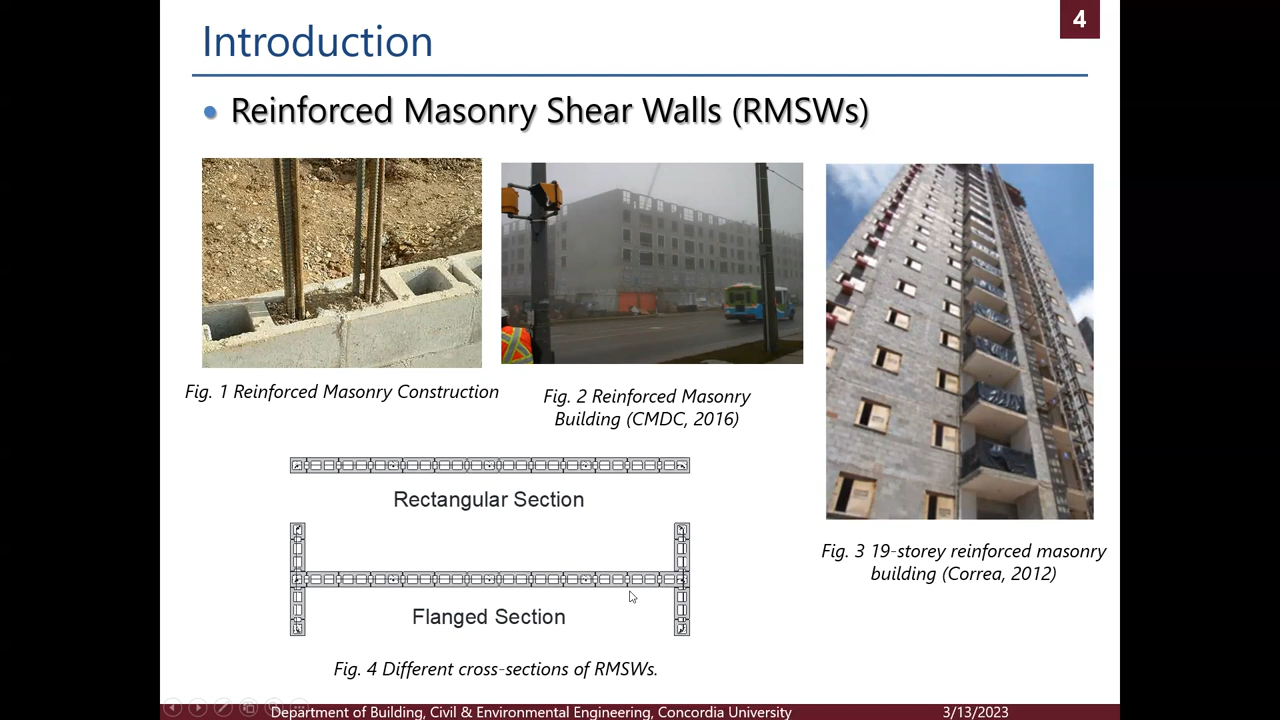 4
Introduction
Reinforced Masonry Shear Walls (RMSWs)
Fig. 1 Reinforced Masonry Construction
Fig. 2 Reinforced Masonry
Building (CMDC, 2016)
Fig. 3 19-storey reinforced masonry
building (Correa, 2012)
Rectangular Section
Flanged Section
Fig. 4 Different cross-sections of RMSWs.
Department of Building, Civil & Environmental Engineering, Concordia University
3/13/2023